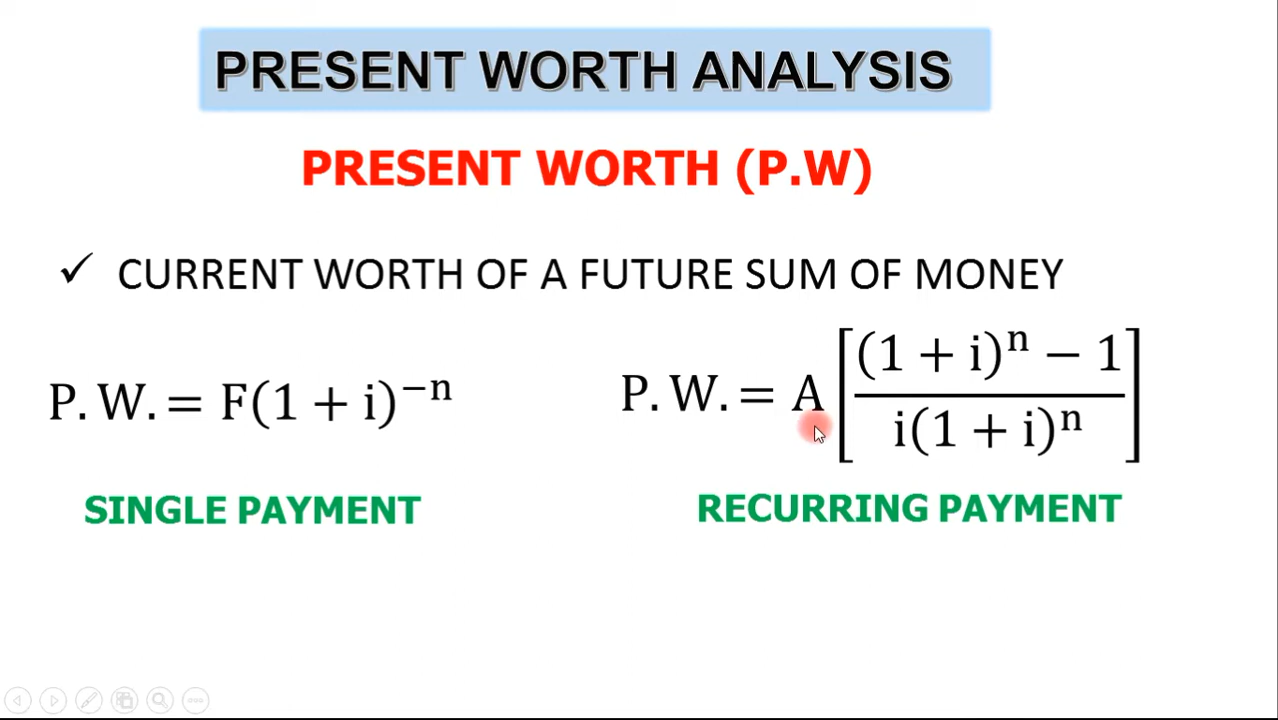 PRESENT WORTH ANALYSIS
PRESENT WORTH (P.W)
✓ CURRENT WORTH OF A FUTURE SUM OF MONEY
P. W. = F(1 + i)⁻ⁿ
P. W. = A [((1 + i)ⁿ − 1) / (i(1 + i)ⁿ)]
SINGLE PAYMENT
RECURRING PAYMENT